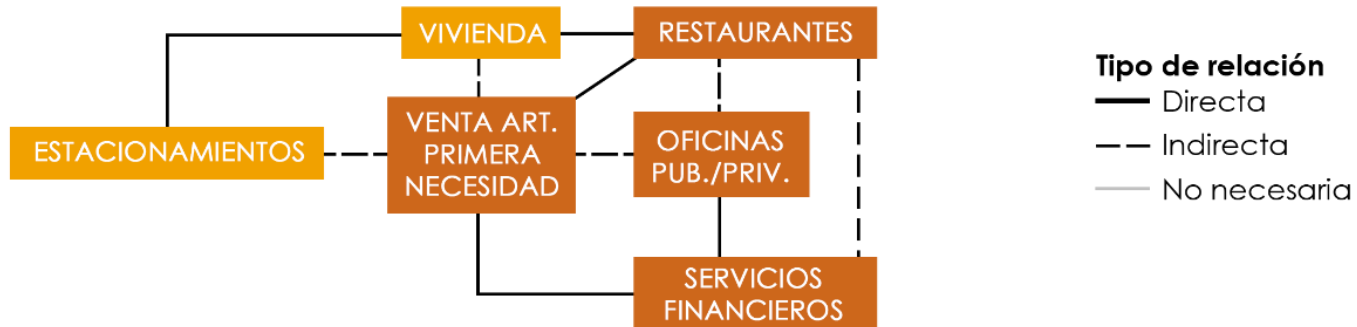 VIVIENDA
RESTAURANTES
ESTACIONAMIENTOS
VENTA ART.
PRIMERA
NECESIDAD
OFICINAS
PUB./PRIV.
SERVICIOS
FINANCIEROS
Tipo de relación
Directa
Indirecta
No necesaria